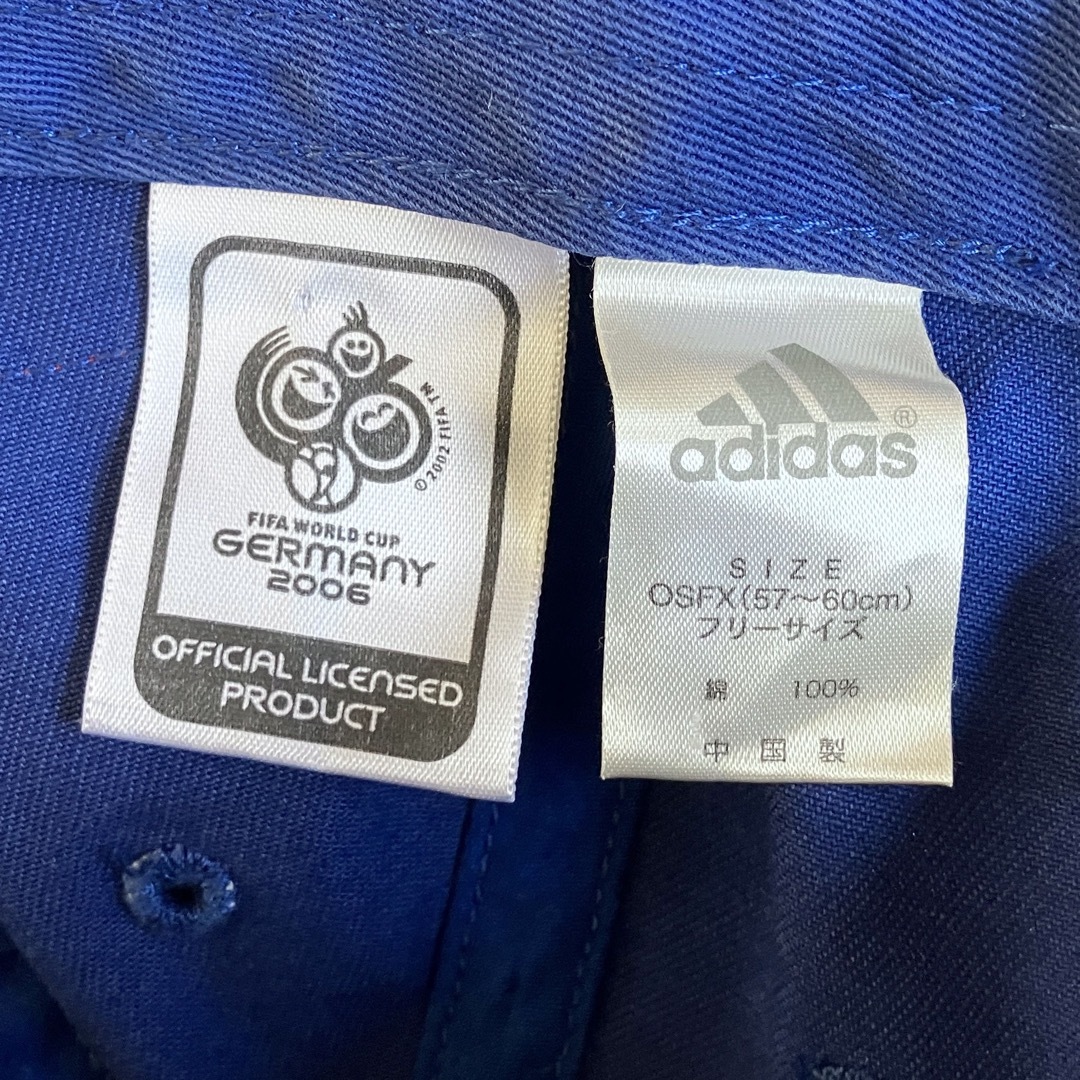 © 2002 FIFA TM
FIFA WORLD CUP
GERMANY
2006
OFFICIAL LICENSED
PRODUCT
adidas®
SIZE
OSFX(57～60cm)
フリーサイズ
綿 100%
中国製